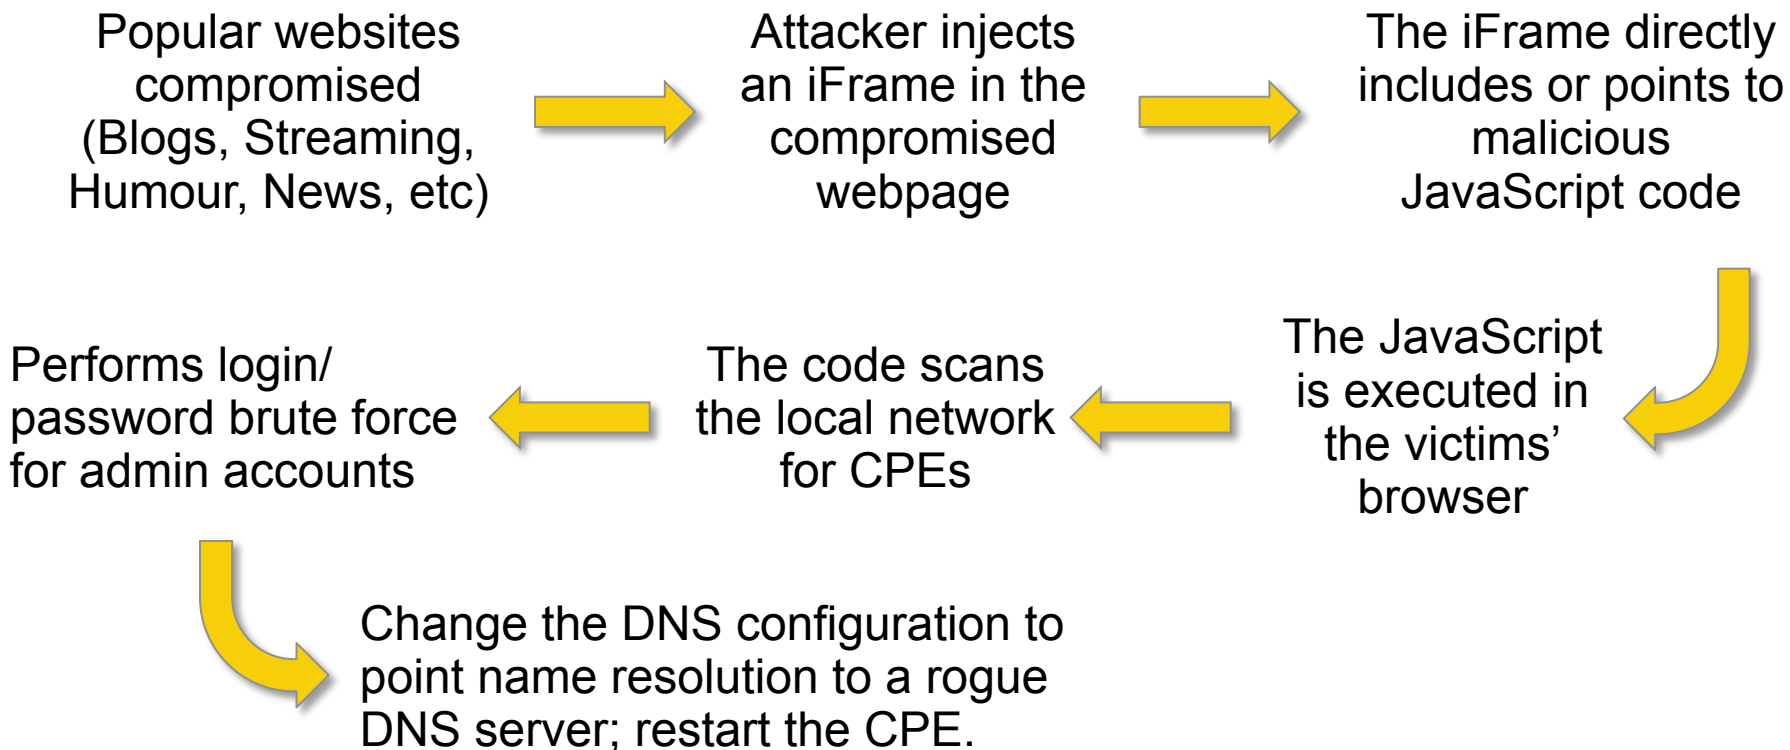 Popular websites
compromised
(Blogs, Streaming,
Humour, News, etc)
Attacker injects
an iFrame in the
compromised
webpage
The iFrame directly
includes or points to
malicious
JavaScript code
The JavaScript
is executed in
the victims’
browser
The code scans
the local network
for CPEs
Performs login/
password brute force
for admin accounts
Change the DNS configuration to
point name resolution to a rogue
DNS server; restart the CPE.